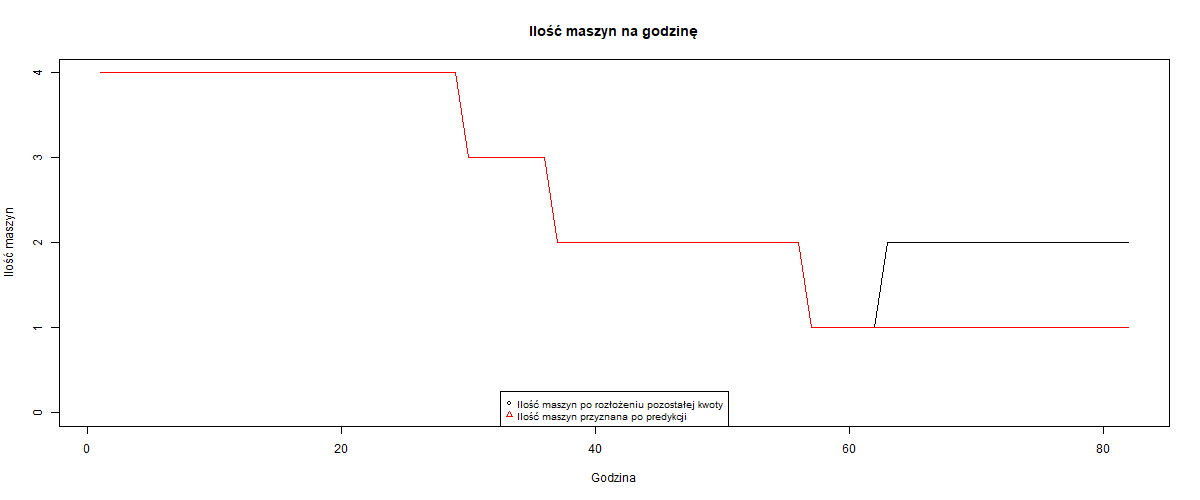 Ilość maszyn na godzinę
Ilość maszyn
4
3
2
1
0
Ilość maszyn po rozłożeniu pozostałej kwoty
Ilość maszyn przyznana po predykcji
0 20 40 60 80
Godzina